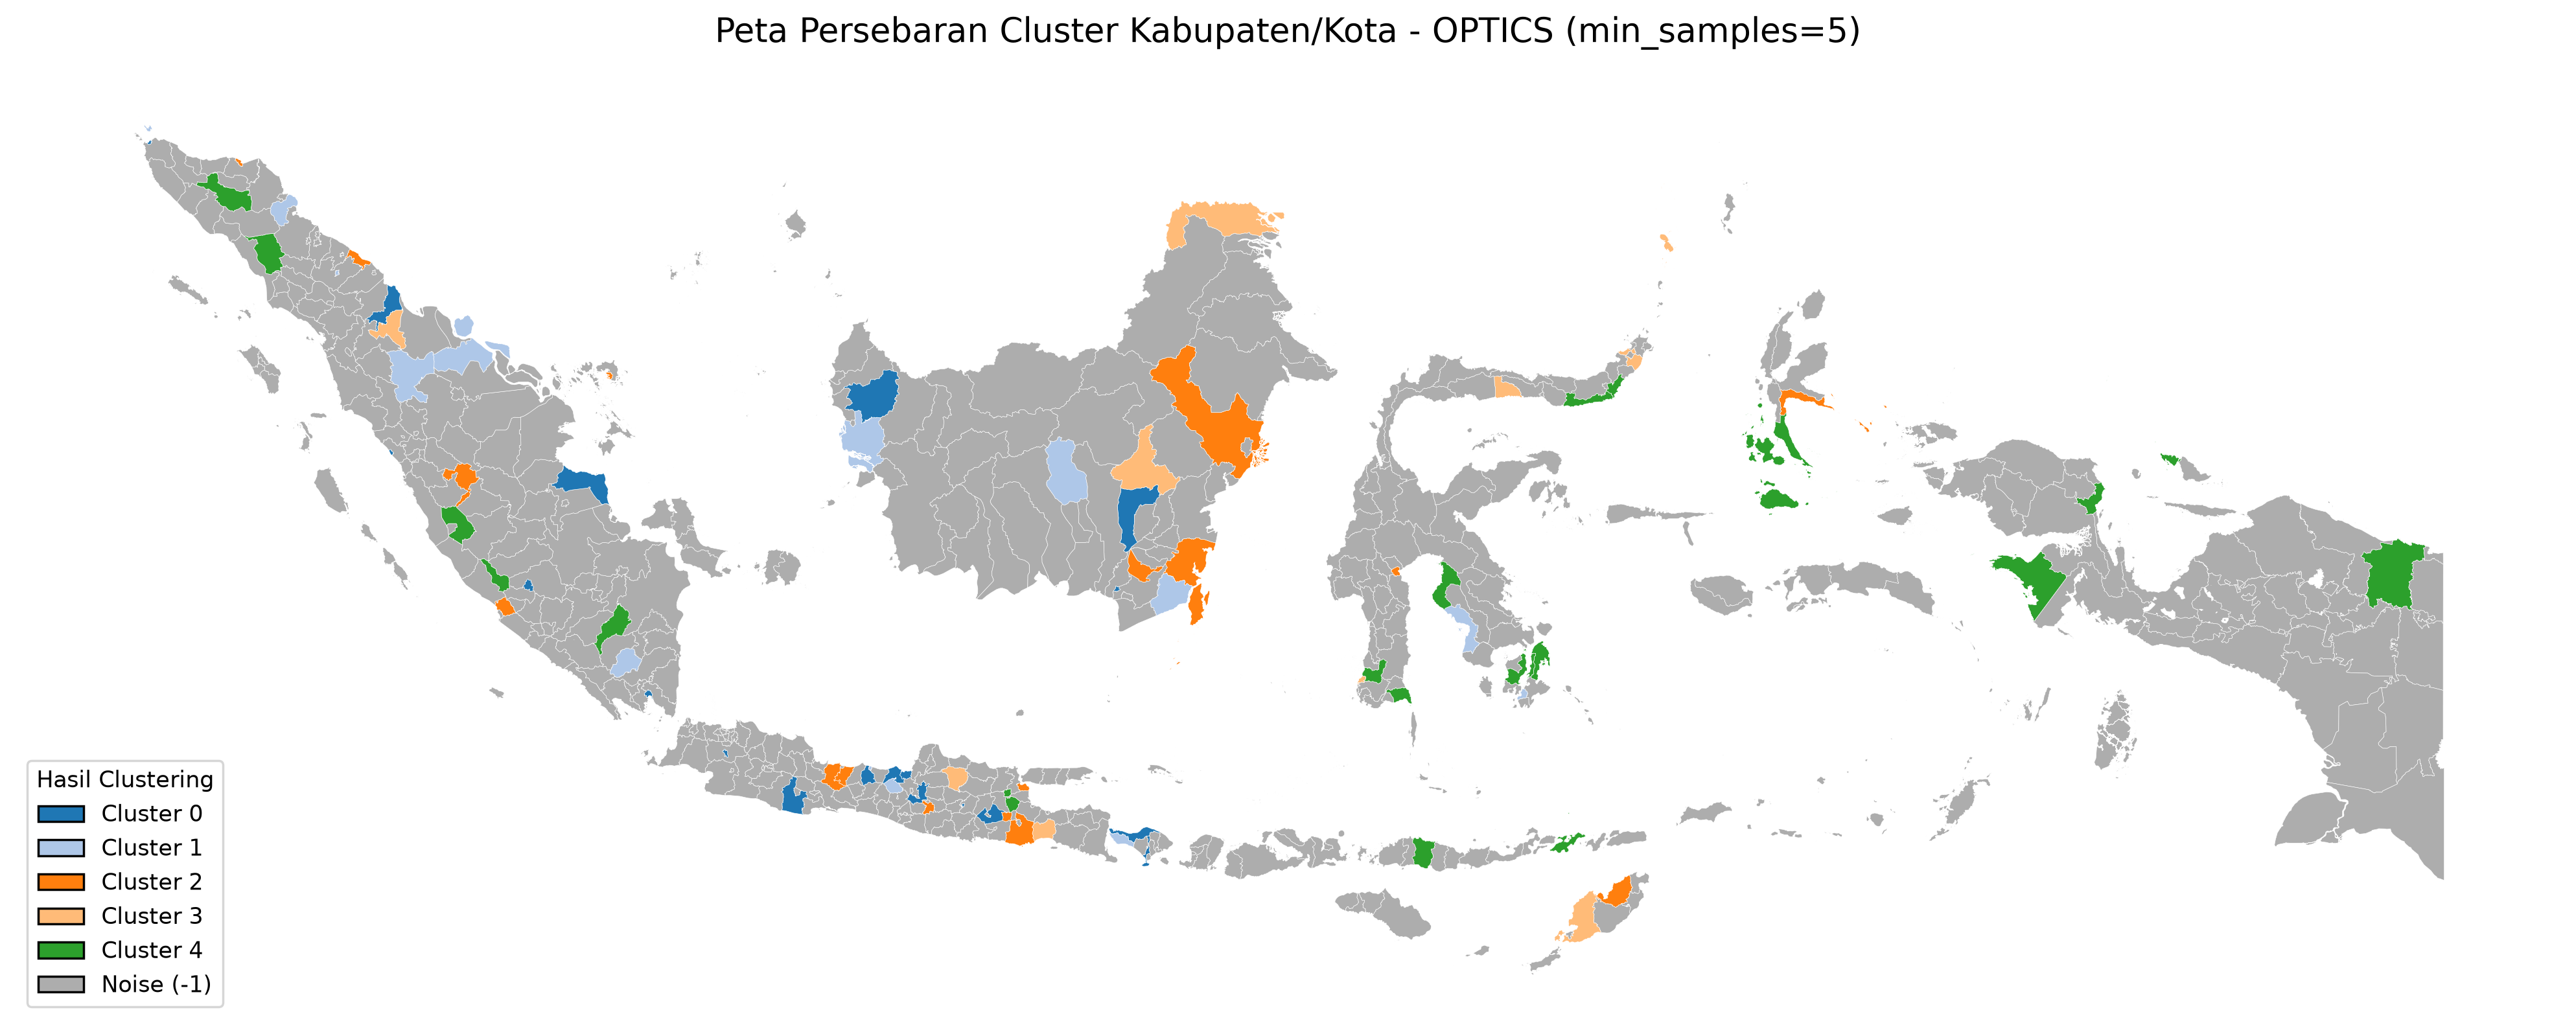 Peta Persebaran Cluster Kabupaten/Kota - OPTICS (min_samples=5)
Hasil Clustering
Cluster 0
Cluster 1
Cluster 2
Cluster 3
Cluster 4
Noise (-1)